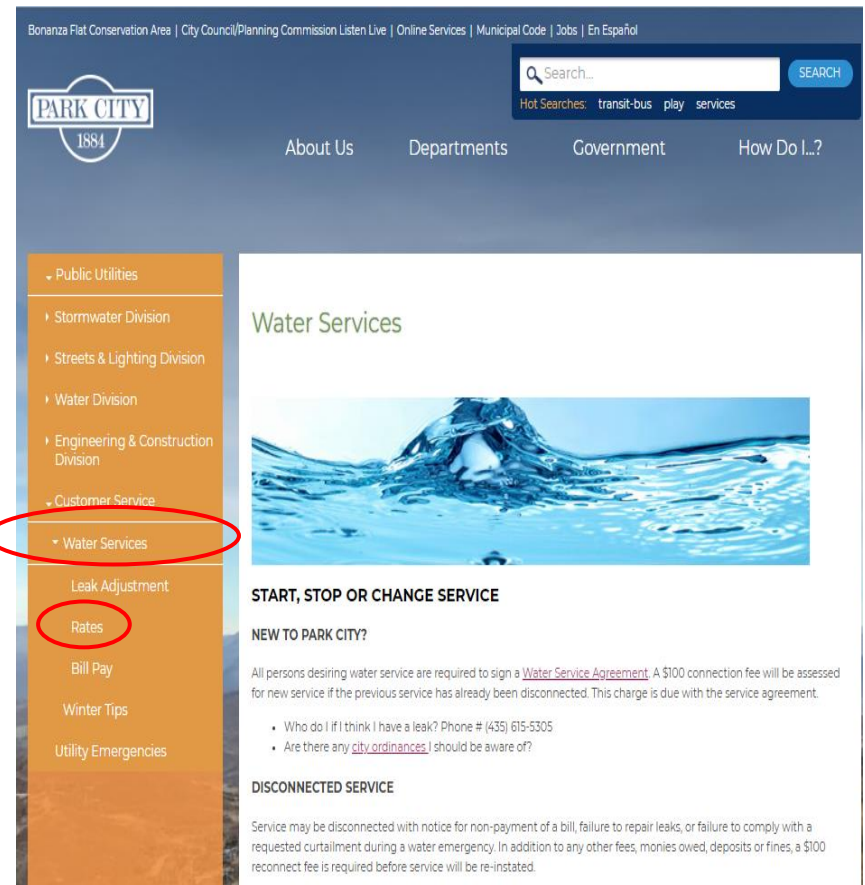 Bonanza Flat Conservation Area | City Council/Planning Commission Listen Live | Online Services | Municipal Code | Jobs | En Español
Search...
SEARCH
Hot Searches: transit-bus play services
PARK CITY
1884
About Us Departments Government How Do I...?
Public Utilities
Stormwater Division
Streets & Lighting Division
Water Division
Engineering & Construction
Division
Customer Service
Water Services
Leak Adjustment
Rates
Bill Pay
Winter Tips
Utility Emergencies
Water Services
START, STOP OR CHANGE SERVICE
NEW TO PARK CITY?
All persons desiring water service are required to sign a Water Service Agreement. A $100 connection fee will be assessed
for new service if the previous service has already been disconnected. This charge is due with the service agreement.
• Who do I if I think I have a leak? Phone # (435) 615-5305
• Are there any city ordinances I should be aware of?
DISCONNECTED SERVICE
Service may be disconnected with notice for non-payment of a bill, failure to repair leaks, or failure to comply with a
requested curtailment during a water emergency. In addition to any other fees, monies owed, deposits or fines, a $100
reconnect fee is required before service will be re-instated.